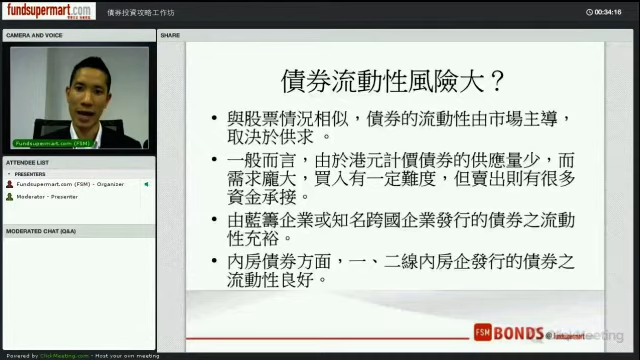 fundsupermart.com
債券投資攻略工作坊
00:34:16
CAMERA AND VOICE
SHARE
Fundsupermart.com (FSM)
債券流動性風險大？
• 與股票情況相似，債券的流動性由市場主導，
取決於供求 。
• 一般而言，由於港元計價債券的供應量少，而
需求龐大，買入有一定難度，但賣出則有很多
資金承接。
• 由藍籌企業或知名跨國企業發行的債券之流動
性充裕。
• 內房債券方面，一、二線內房企發行的債券之
流動性良好。
ATTENDEE LIST
PRESENTERS
Fundsupermart.com (FSM) - Organizer
Moderator - Presenter
MODERATED CHAT (Q&A)
FSM BONDS
ClickMeeting
Powered by ClickMeeting.com - Host your own meeting